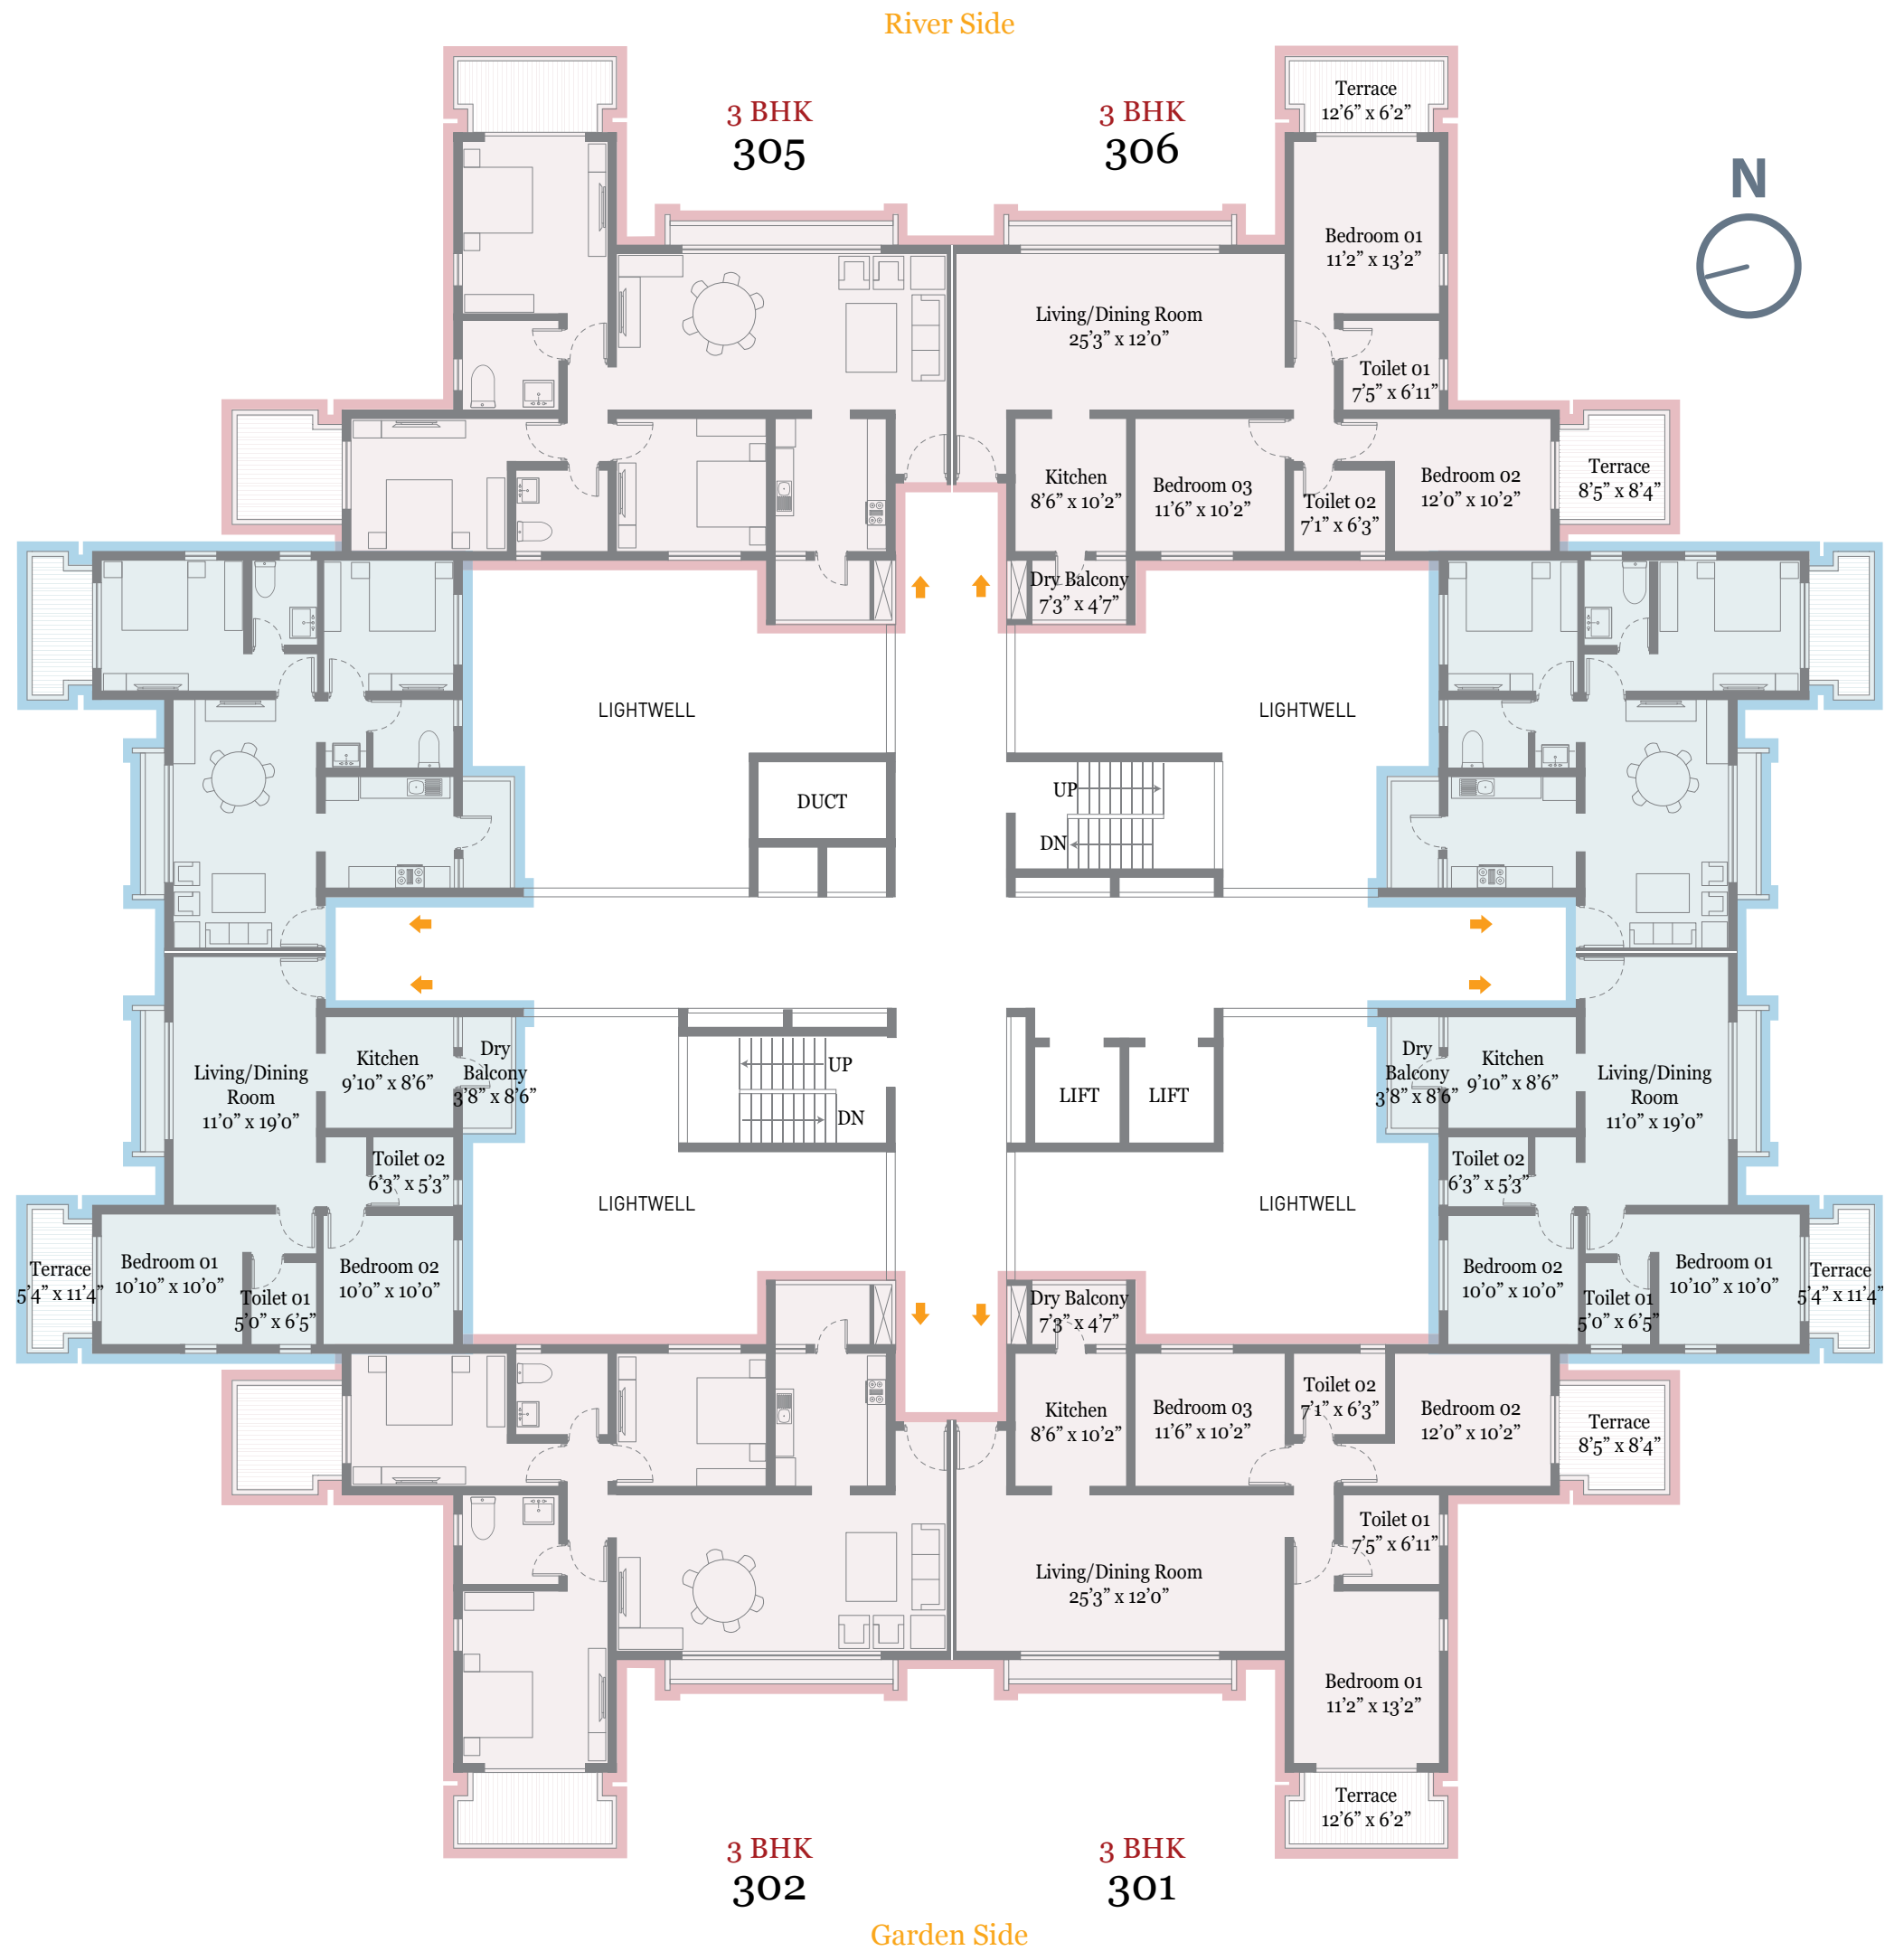 River Side
3 BHK
305
3 BHK
306
Terrace
12’6” x 6’2”
N
Bedroom 01
11’2” x 13’2”
Living/Dining Room
25’3” x 12’0”
Toilet 01
7’5” x 6’11”
Kitchen
8’6” x 10’2”
Bedroom 03
11’6” x 10’2”
Toilet 02
7’1” x 6’3”
Bedroom 02
12’0” x 10’2”
Terrace
8’5” x 8’4”
Dry Balcony
7’3” x 4’7”
LIGHTWELL
LIGHTWELL
DUCT
UP
DN
Living/Dining
Room
11’0” x 19’0”
Kitchen
9’10” x 8’6”
Dry
Balcony
3’8” x 8’6”
UP
DN
LIFT
LIFT
Dry
Balcony
3’8” x 8’6”
Kitchen
9’10” x 8’6”
Living/Dining
Room
11’0” x 19’0”
Toilet 02
6’3” x 5’3”
LIGHTWELL
LIGHTWELL
Toilet 02
6’3” x 5’3”
Terrace
5’4” x 11’4”
Bedroom 01
10’10” x 10’0”
Toilet 01
5’0” x 6’5”
Bedroom 02
10’0” x 10’0”
Dry Balcony
7’3” x 4’7”
Bedroom 02
10’0” x 10’0”
Toilet 01
5’0” x 6’5”
Bedroom 01
10’10” x 10’0”
Terrace
5’4” x 11’4”
Kitchen
8’6” x 10’2”
Bedroom 03
11’6” x 10’2”
Toilet 02
7’1” x 6’3”
Bedroom 02
12’0” x 10’2”
Terrace
8’5” x 8’4”
Toilet 01
7’5” x 6’11”
Living/Dining Room
25’3” x 12’0”
Bedroom 01
11’2” x 13’2”
Terrace
12’6” x 6’2”
3 BHK
302
3 BHK
301
Garden Side